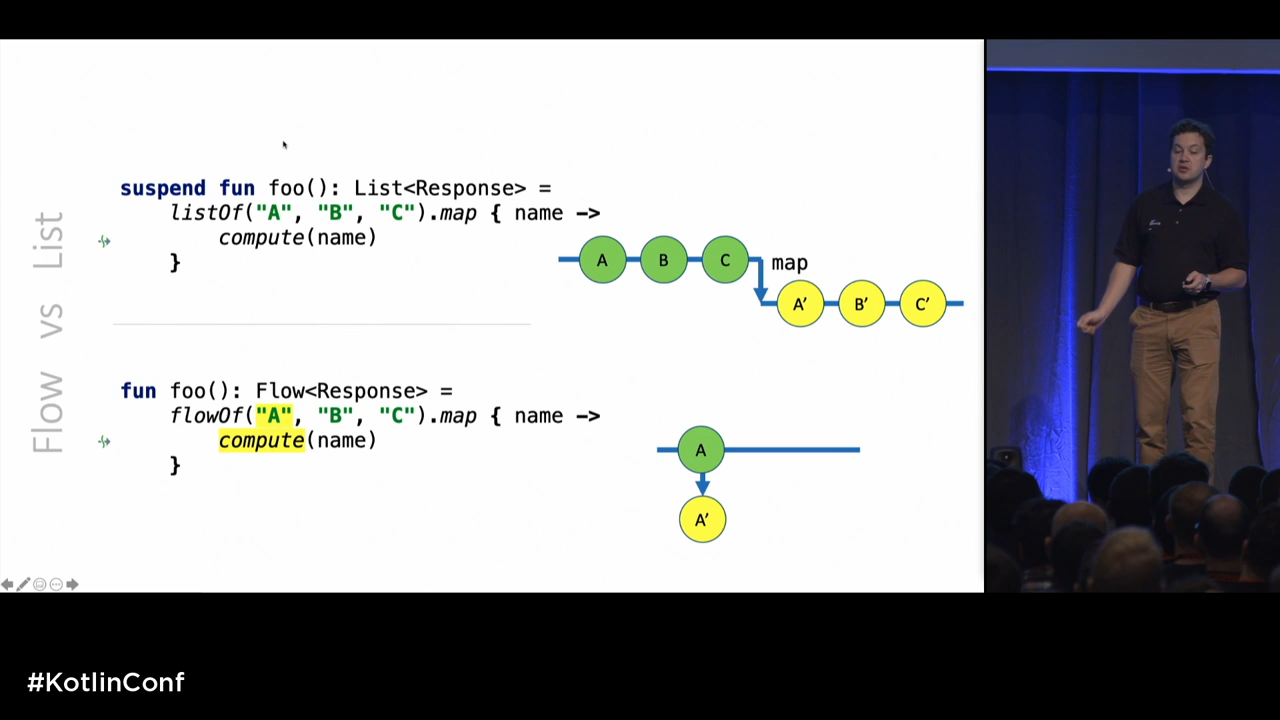 Flow vs List
suspend fun foo(): List<Response> =
listOf("A", "B", "C").map { name ->
compute(name)
}
A B C map
A’ B’ C’
fun foo(): Flow<Response> =
flowOf("A", "B", "C").map { name ->
compute(name)
}
A
A’
#KotlinConf